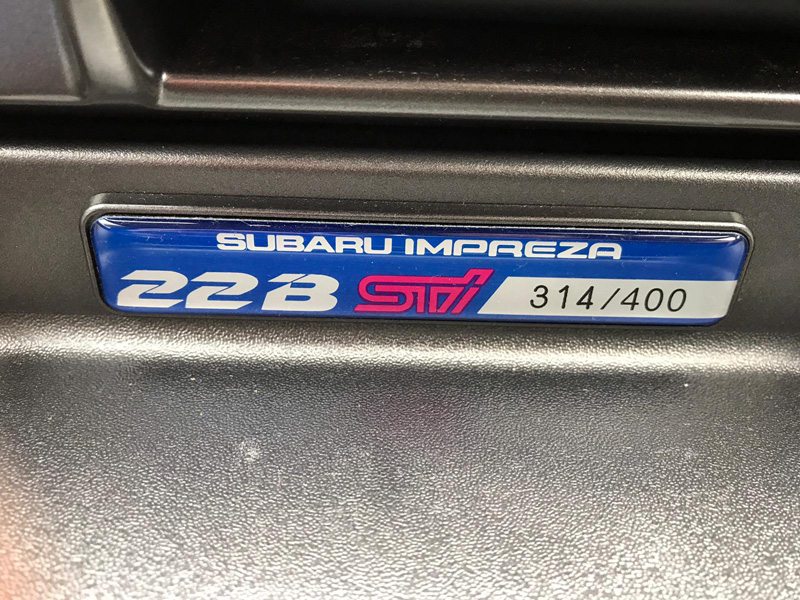 SUBARU IMPREZA
22B STi 314/400